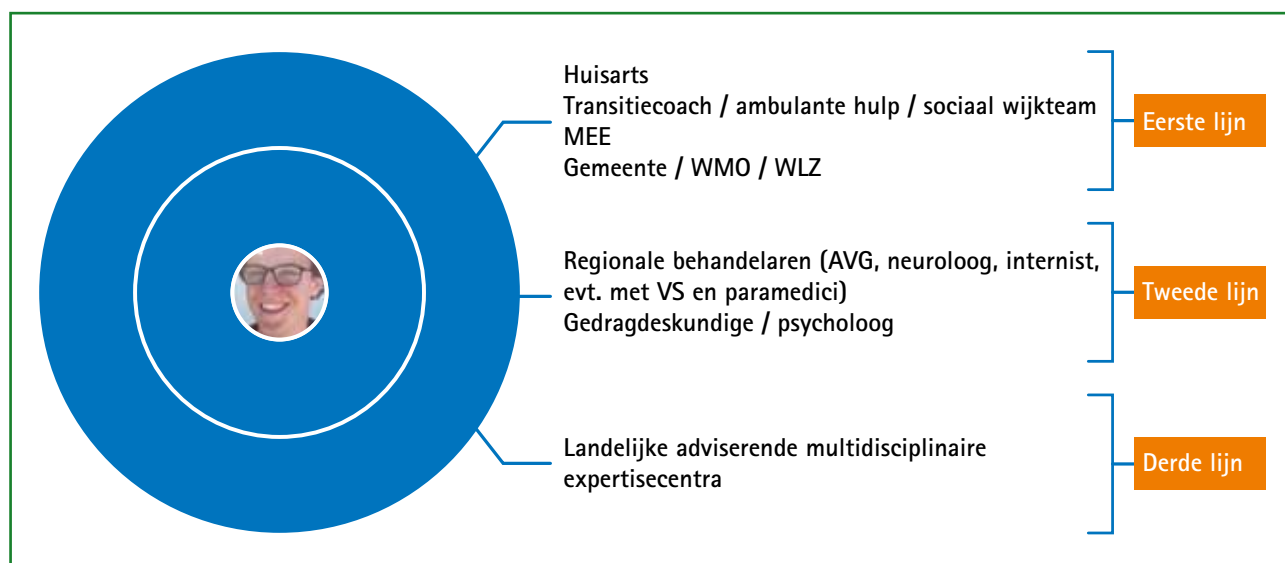 Huisarts
Transitiecoach / ambulante hulp / sociaal wijkteam
MEE
Gemeente / WMO / WLZ
Eerste lijn
Regionale behandelaren (AVG, neuroloog, internist,
evt. met VS en paramedici)
Gedragdeskundige / psycholoog
Tweede lijn
Landelijke adviserende multidisciplinaire
expertisecentra
Derde lijn